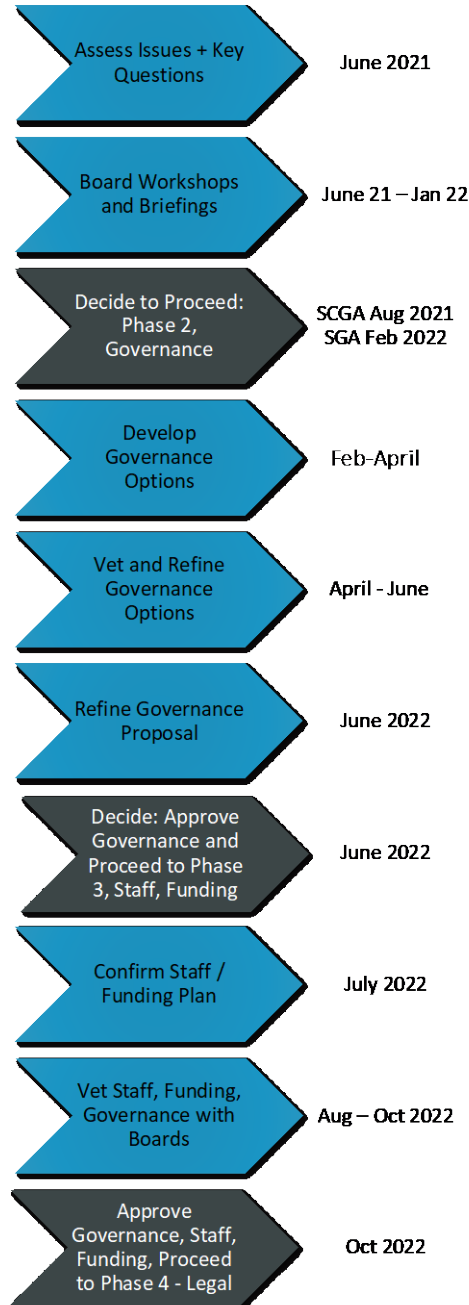 Assess Issues + Key
Questions
June 2021
Board Workshops
and Briefings
June 21 – Jan 22
Decide to Proceed:
Phase 2,
Governance
SCGA Aug 2021
SGA Feb 2022
Develop
Governance
Options
Feb-April
Vet and Refine
Governance
Options
April - June
Refine Governance
Proposal
June 2022
Decide: Approve
Governance and
Proceed to Phase
3, Staff, Funding
June 2022
Confirm Staff /
Funding Plan
July 2022
Vet Staff, Funding,
Governance with
Boards
Aug – Oct 2022
Approve
Governance, Staff,
Funding, Proceed
to Phase 4 - Legal
Oct 2022